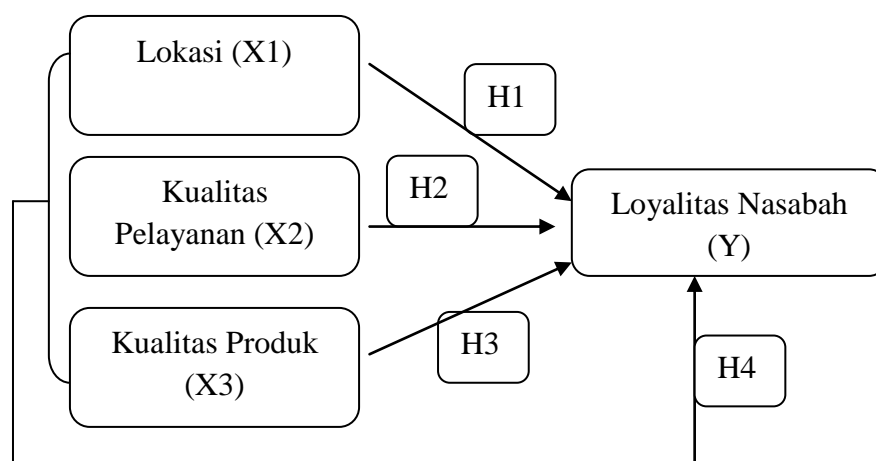 Lokasi (X1)
H1
Kualitas
Pelayanan (X2)
H2
Loyalitas Nasabah
(Y)
Kualitas Produk
(X3)
H3
H4